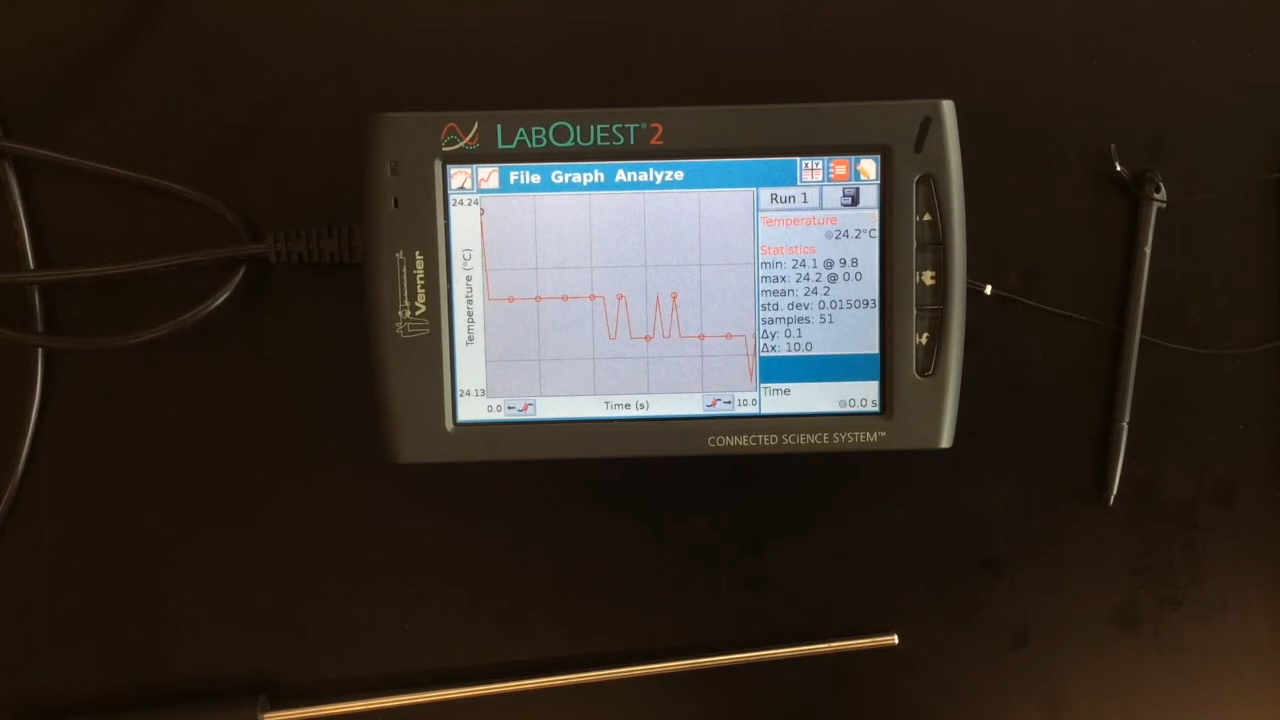 LABQUEST® 2
File Graph Analyze
X Y
Run 1
24.24
Temperature (°C)
24.13
0.0
Time (s)
10.0
Temperature
24.2°C
Statistics
min: 24.1 @ 9.8
max: 24.2 @ 0.0
mean: 24.2
std. dev: 0.015093
samples: 51
Δy: 0.1
Δx: 10.0
Time
0.0 s
Vernier
CONNECTED SCIENCE SYSTEM™